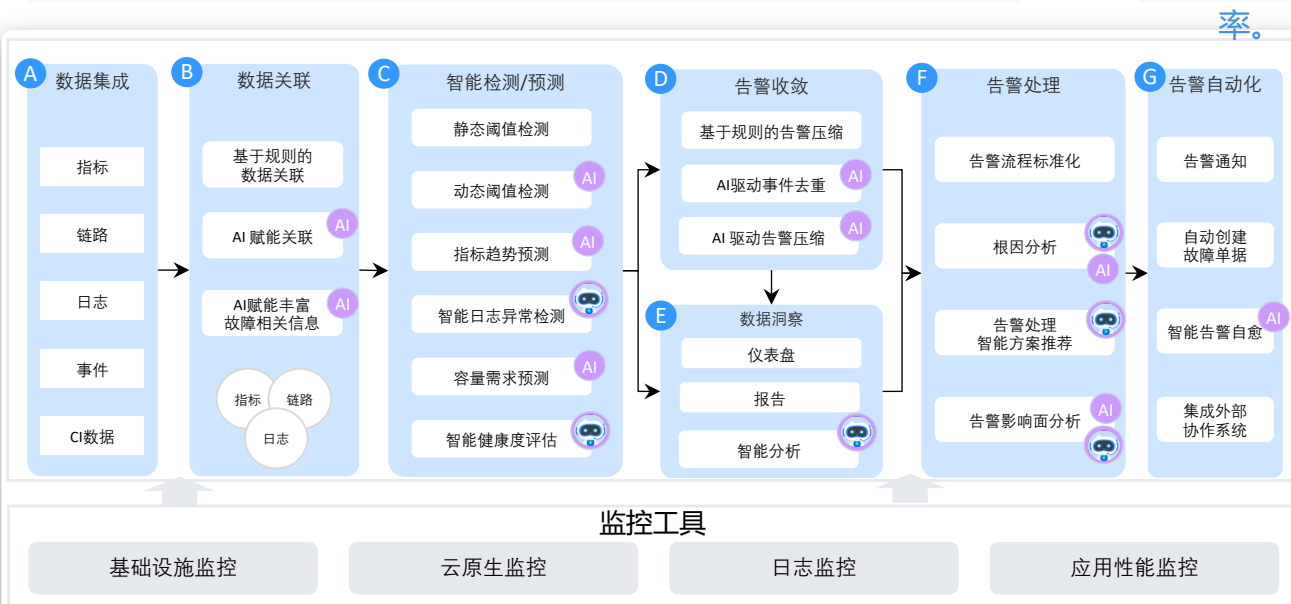 率。
A
数据集成
指标
链路
日志
事件
CI数据
B
数据关联
基于规则的
数据关联
AI 赋能关联
AI
AI赋能丰富
故障相关信息
AI
指标
链路
日志
C
智能检测/预测
静态阈值检测
动态阈值检测
AI
指标趋势预测
AI
智能日志异常检测
容量需求预测
AI
智能健康度评估
D
告警收敛
基于规则的告警压缩
AI驱动事件去重
AI
AI 驱动告警压缩
AI
E
数据洞察
仪表盘
报告
智能分析
F
告警处理
告警流程标准化
根因分析
AI
告警处理
智能方案推荐
告警影响面分析
AI
G
告警自动化
告警通知
自动创建
故障单据
智能告警自愈
AI
集成外部
协作系统
监控工具
基础设施监控
云原生监控
日志监控
应用性能监控